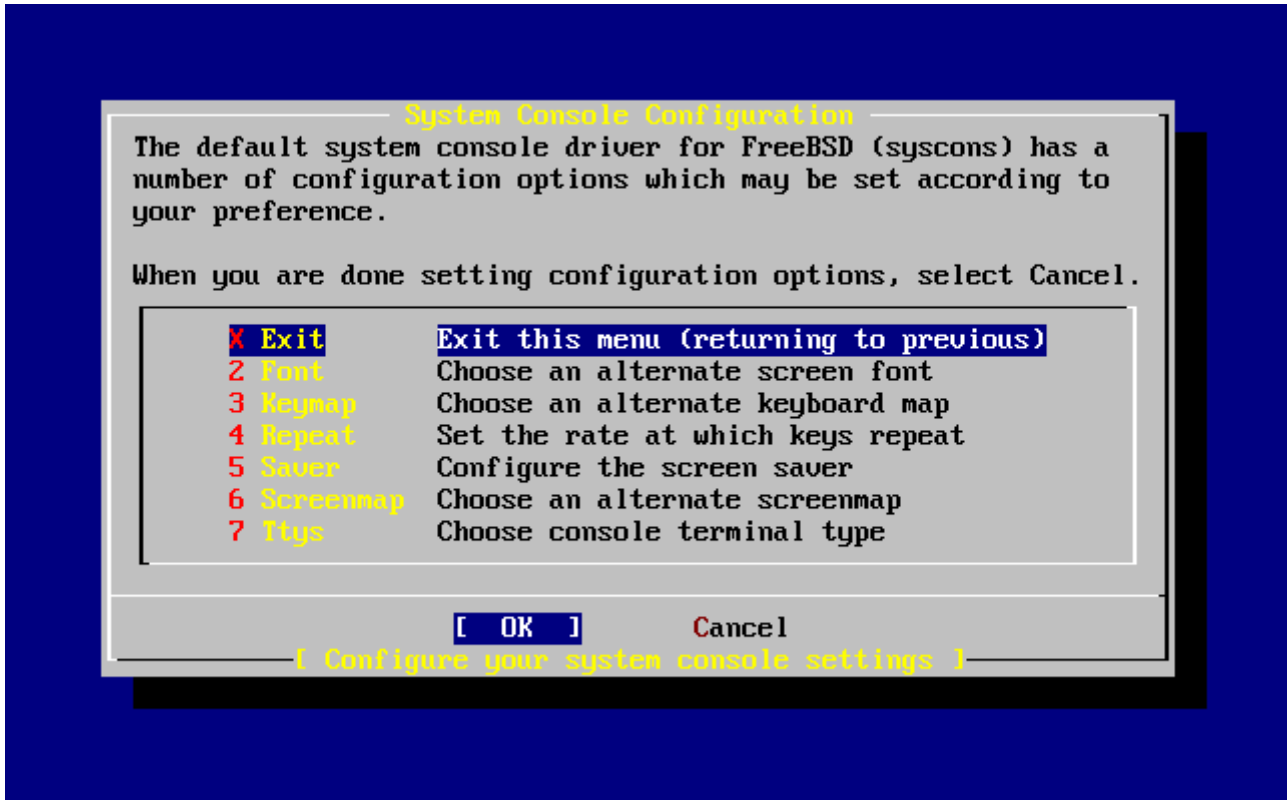 System Console Configuration
The default system console driver for FreeBSD (syscons) has a
number of configuration options which may be set according to
your preference.
When you are done setting configuration options, select Cancel.
X Exit Exit this menu (returning to previous)
2 Font Choose an alternate screen font
3 Keymap Choose an alternate keyboard map
4 Repeat Set the rate at which keys repeat
5 Saver Configure the screen saver
6 Screenmap Choose an alternate screenmap
7 Ttys Choose console terminal type
[ OK ] Cancel
[ Configure your system console settings ]